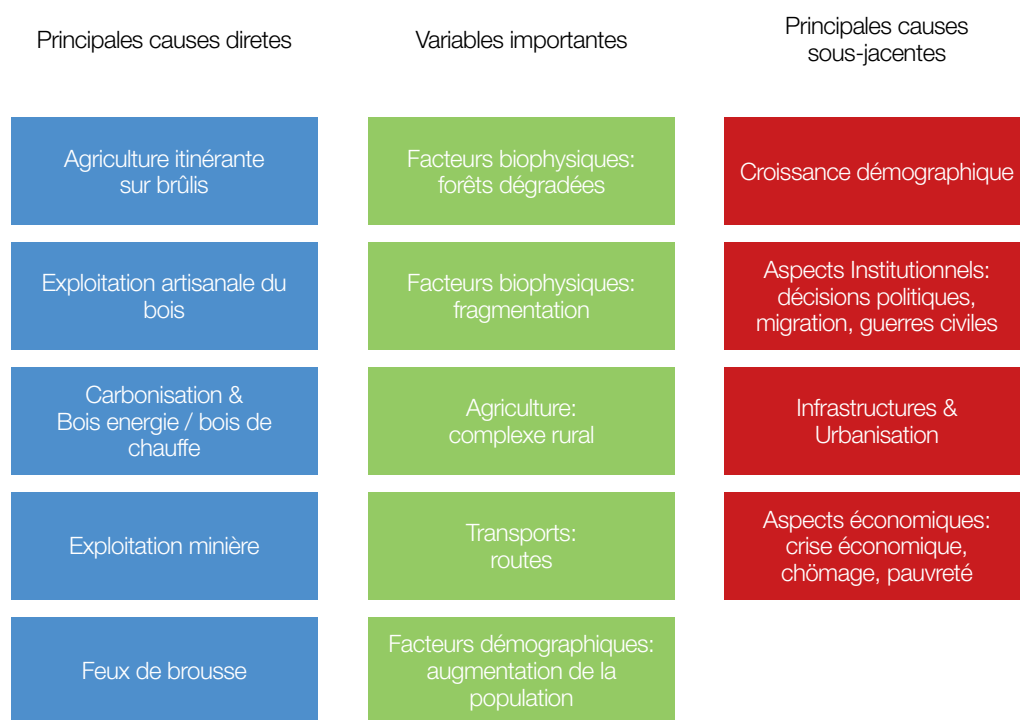 Principales causes diretes
Agriculture itinérante
sur brûlis
Exploitation artisanale du
bois
Carbonisation &
Bois energie / bois de
chauffe
Exploitation minière
Feux de brousse
Variables importantes
Facteurs biophysiques:
forêts dégradées
Facteurs biophysiques:
fragmentation
Agriculture:
complexe rural
Transports:
routes
Facteurs démographiques:
augmentation de la
population
Principales causes
sous-jacentes
Croissance démographique
Aspects Institutionnels:
décisions politiques,
migration, guerres civiles
Infrastructures &
Urbanisation
Aspects économiques:
crise économique,
chömage, pauvreté